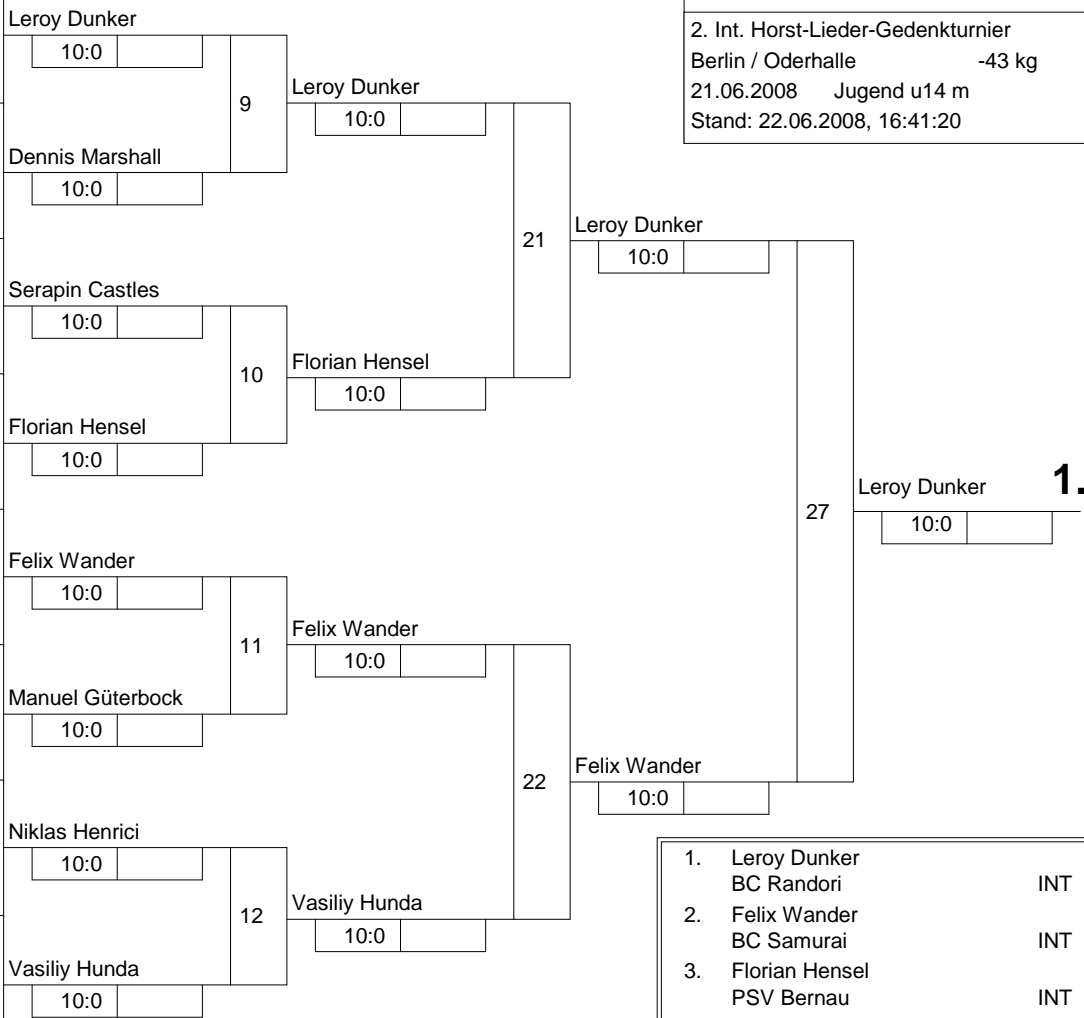 Leroy Dunker
10:0
9
Dennis Marshall
10:0
Serapin Castles
10:0
10
Florian Hensel
10:0
Felix Wander
10:0
11
Manuel Güterbock
10:0
Niklas Henrici
10:0
12
Vasiliy Hunda
10:0
Leroy Dunker
10:0
21
Florian Hensel
10:0
Felix Wander
10:0
22
Vasiliy Hunda
10:0
Leroy Dunker
10:0
27
Felix Wander
10:0
Leroy Dunker 1.
10:0
2. Int. Horst-Lieder-Gedenkturnier
Berlin / Oderhalle -43 kg
21.06.2008 Jugend u14 m
Stand: 22.06.2008, 16:41:20
1. Leroy Dunker
BC Randori INT
2. Felix Wander
BC Samurai INT
3. Florian Hensel
PSV Bernau INT